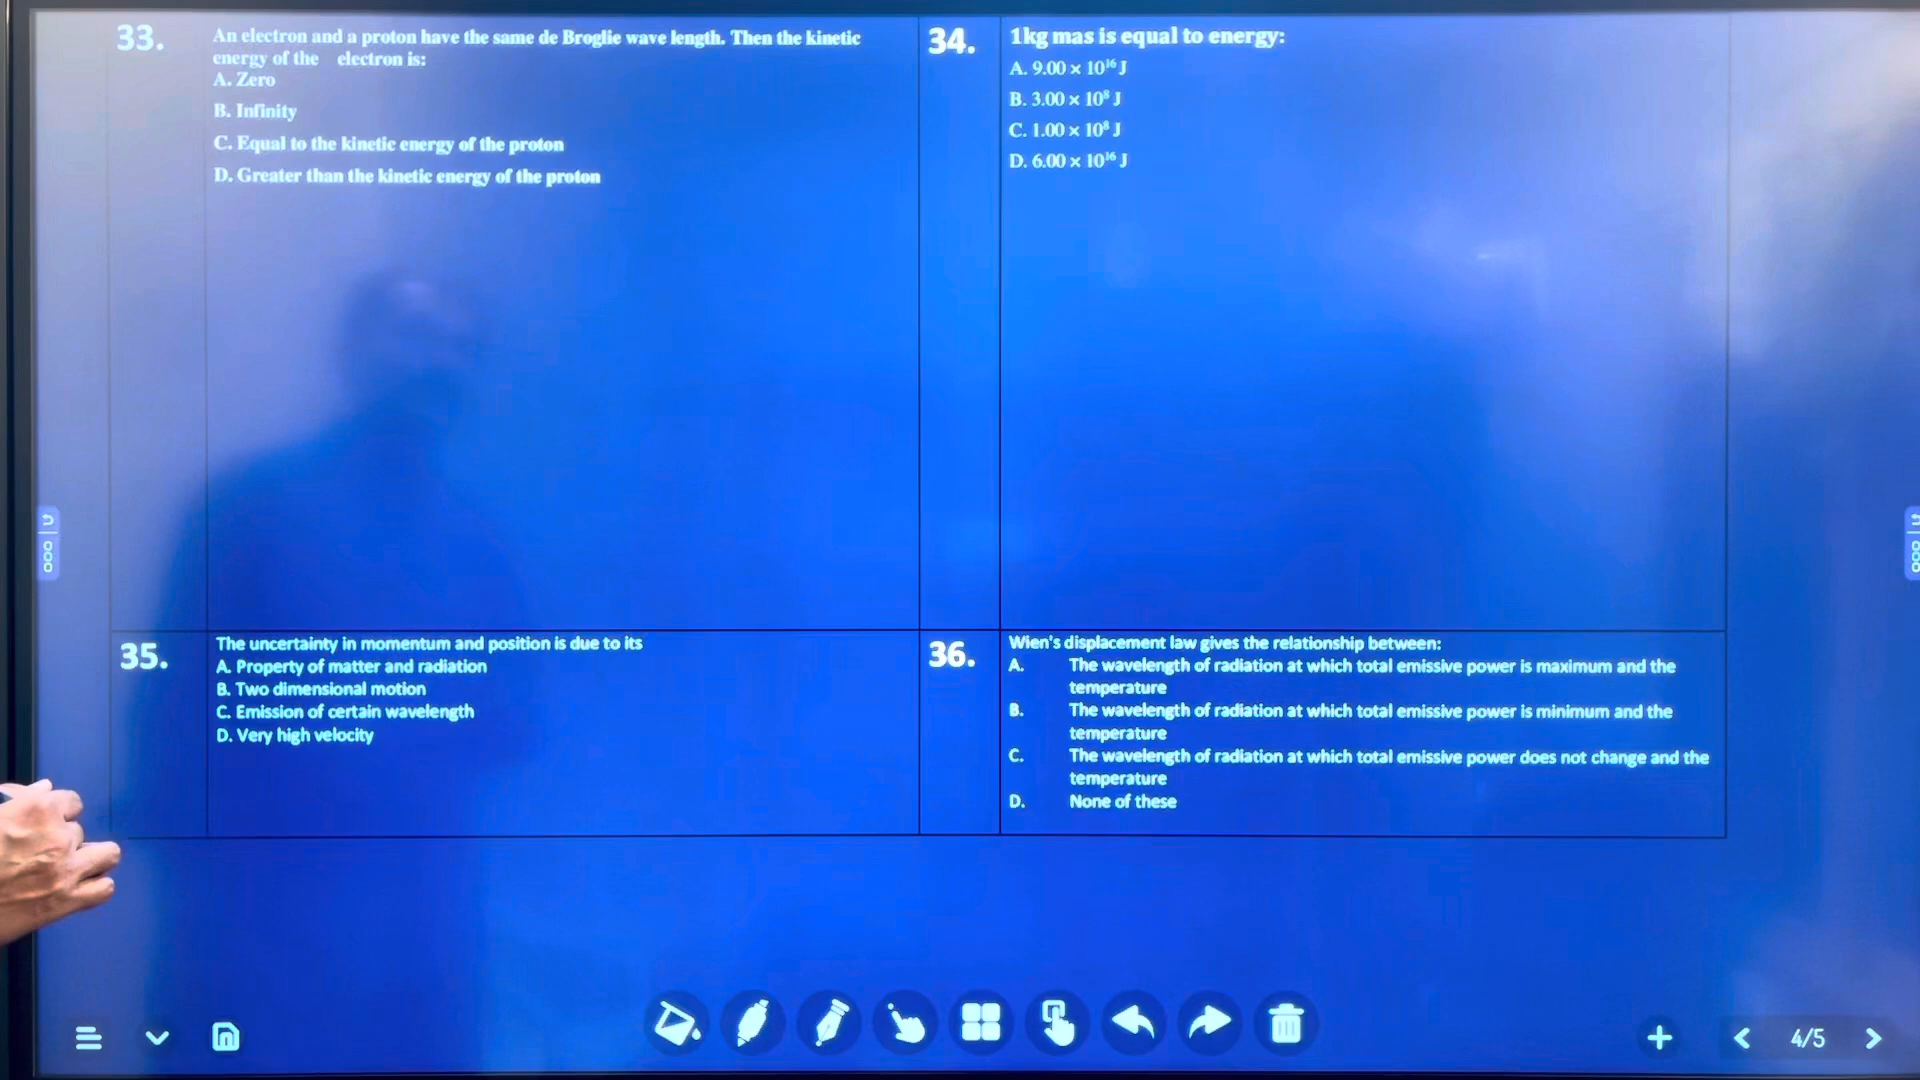 33.
An electron and a proton have the same de Broglie wave length. Then the kinetic
energy of the electron is:
A. Zero
B. Infinity
C. Equal to the kinetic energy of the proton
D. Greater than the kinetic energy of the proton
34.
1kg mas is equal to energy:
A. 9.00 × 10¹⁶ J
B. 3.00 × 10⁸ J
C. 1.00 × 10⁸ J
D. 6.00 × 10¹⁶ J
35.
The uncertainty in momentum and position is due to its
A. Property of matter and radiation
B. Two dimensional motion
C. Emission of certain wavelength
D. Very high velocity
36.
Wien's displacement law gives the relationship between:
A. The wavelength of radiation at which total emissive power is maximum and the
temperature
B. The wavelength of radiation at which total emissive power is minimum and the
temperature
C. The wavelength of radiation at which total emissive power does not change and the
temperature
D. None of these
4/5